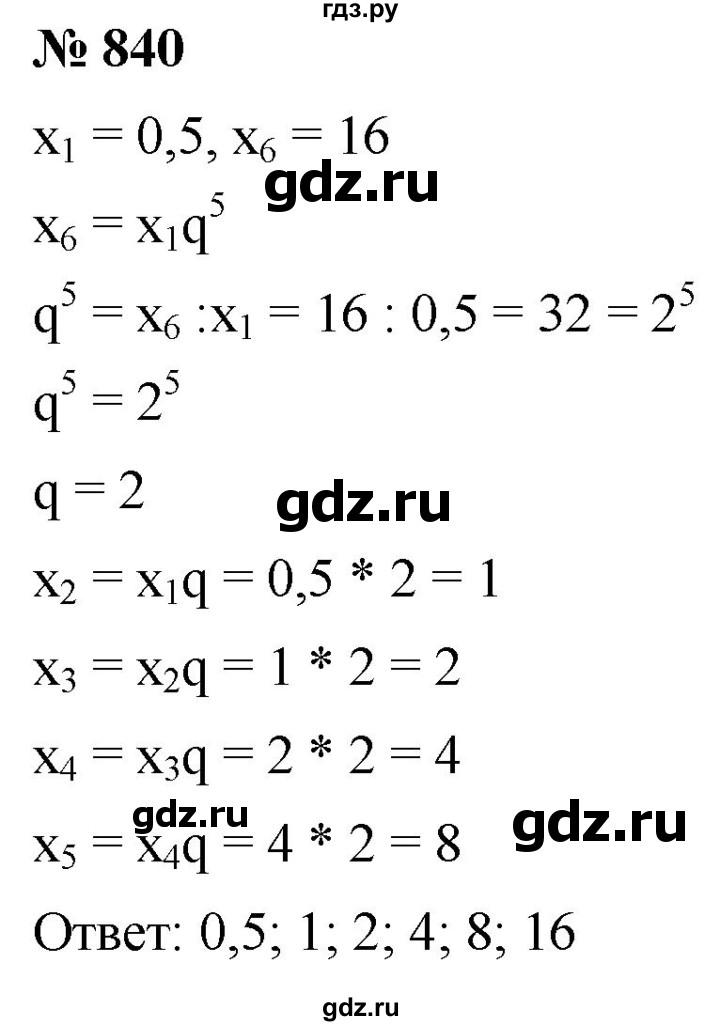 гдз.ру
№ 840
x₁ = 0,5, x₆ = 16
gdz.ru
x₆ = x₁q⁵
q⁵ = x₆ :x₁ = 16 : 0,5 = 32 = 2⁵
q⁵ = 2⁵
q = 2
gdz.ru
x₂ = x₁q = 0,5 * 2 = 1
x₃ = x₂q = 1 * 2 = 2
x₄ = x₃q = 2 * 2 = 4
gdz.ru
gdz.ru
x₅ = x₄q = 4 * 2 = 8
Ответ: 0,5; 1; 2; 4; 8; 16
gdz.ru